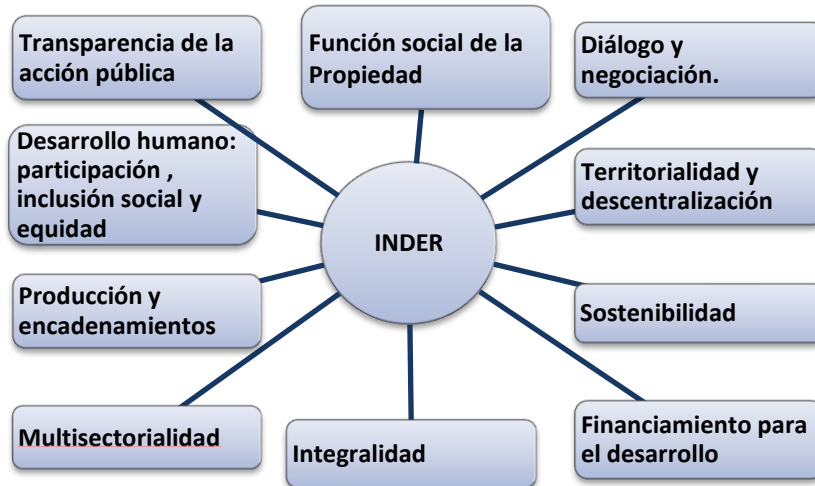 Transparencia de la
acción pública
Función social de la
Propiedad
Diálogo y
negociación.
Desarrollo humano:
participación ,
inclusión social y
equidad
Territorialidad y
descentralización
INDER
Producción y
encadenamientos
Sostenibilidad
Multisectorialidad
Integralidad
Financiamiento para
el desarrollo